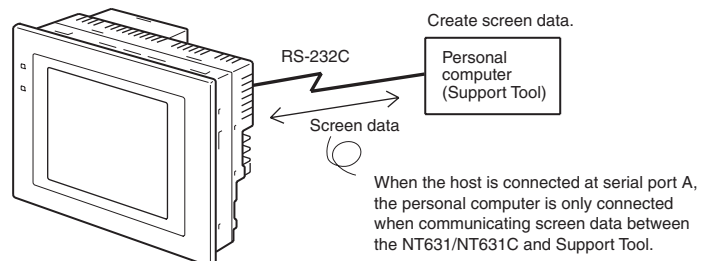 Create screen data.
RS-232C
Personal
computer
(Support Tool)
Screen data
When the host is connected at serial port A,
the personal computer is only connected
when communicating screen data between
the NT631/NT631C and Support Tool.